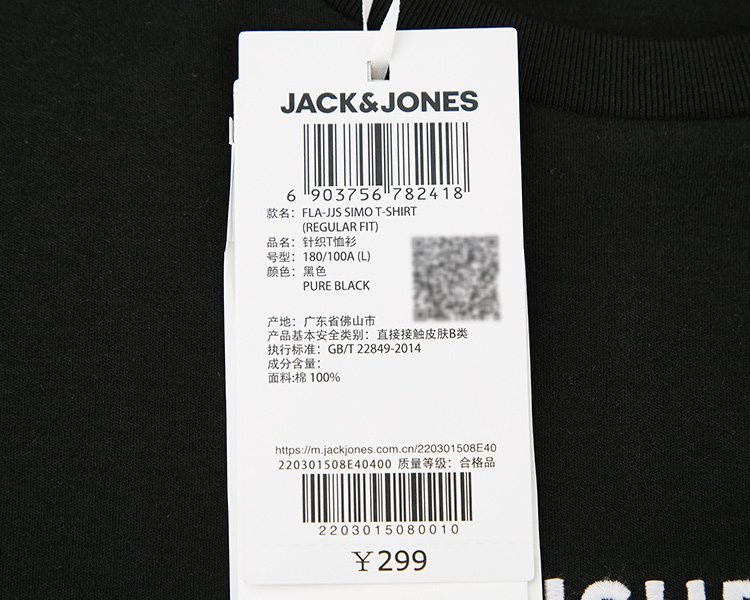 JACK&JONES
6 903756 782418
款名：FLA-JJS SIMO T-SHIRT
(REGULAR FIT)
品名：针织T恤衫
号型：180/100A (L)
颜色：黑色
PURE BLACK
产地：广东省佛山市
产品基本安全类别：直接接触皮肤B类
执行标准：GB/T 22849-2014
成分含量：
面料:棉 100%
https://m.jackjones.com.cn/220301508E40
220301508E40400 质量等级：合格品
2203015080010
￥299